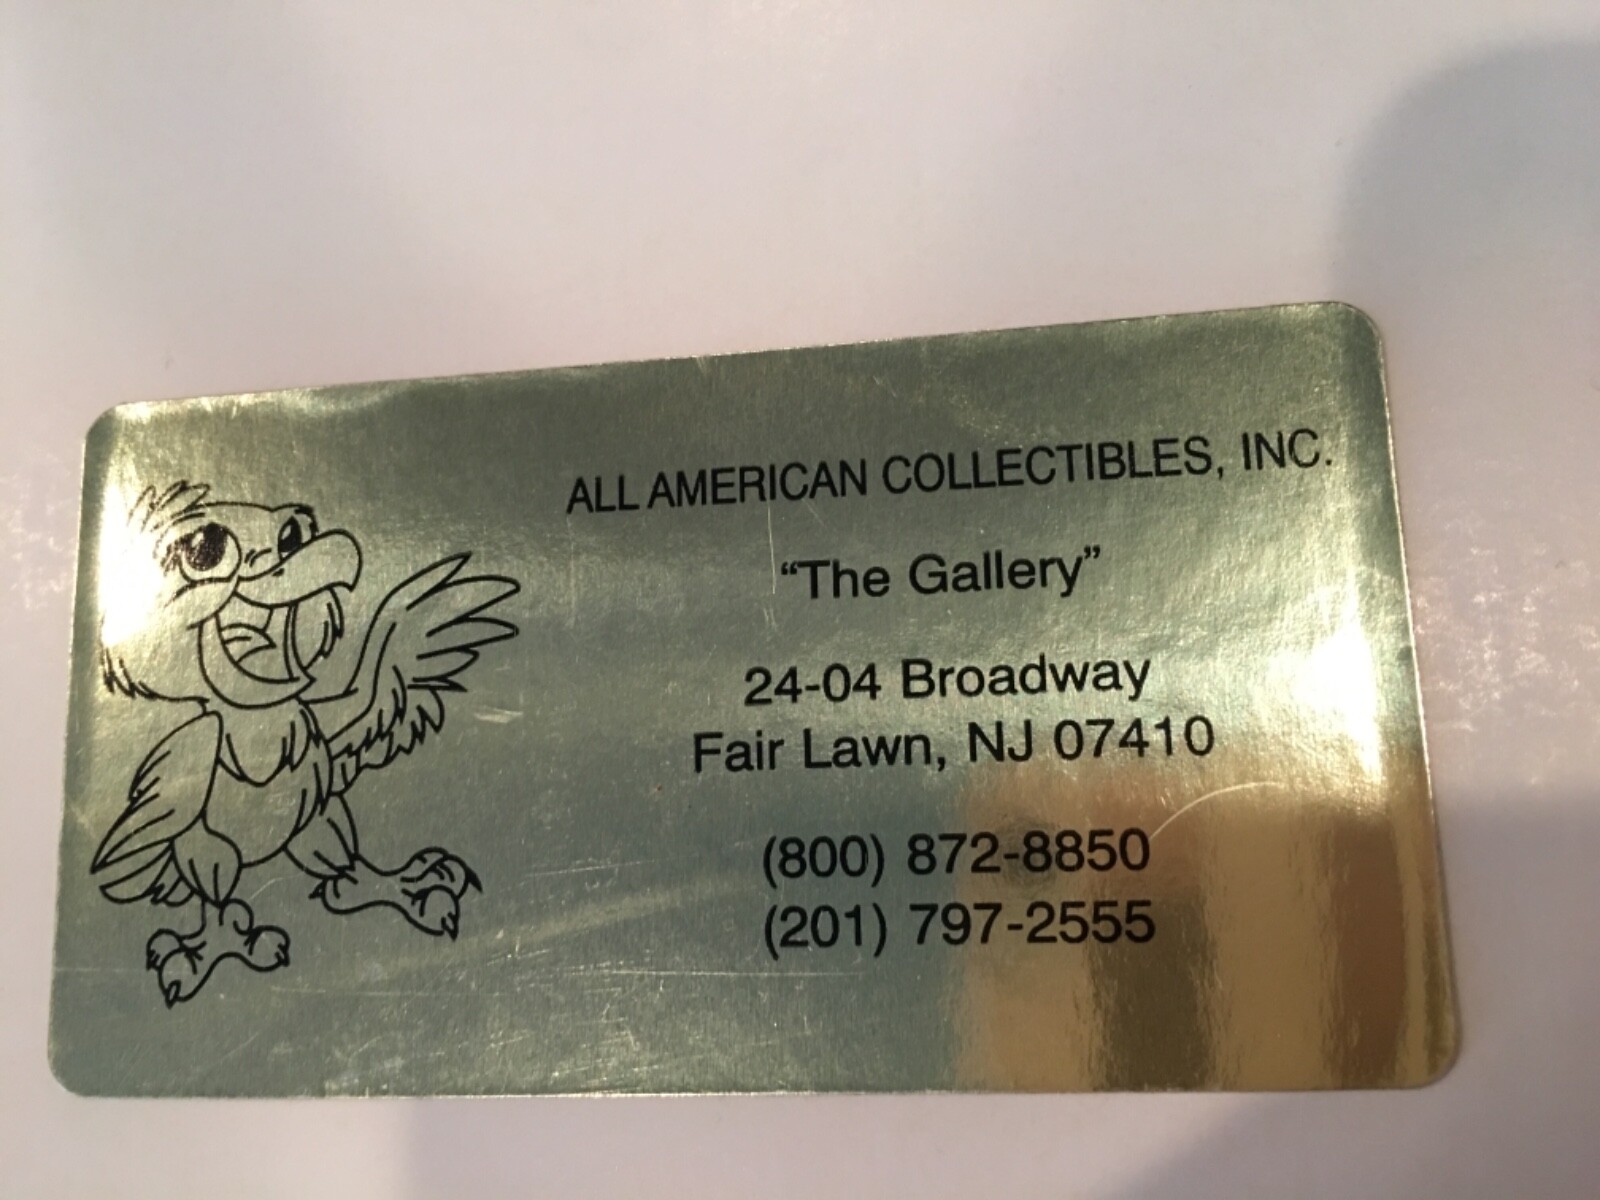 ALL AMERICAN COLLECTIBLES, INC.
“The Gallery”
24-04 Broadway
Fair Lawn, NJ 07410
(800) 872-8850
(201) 797-2555